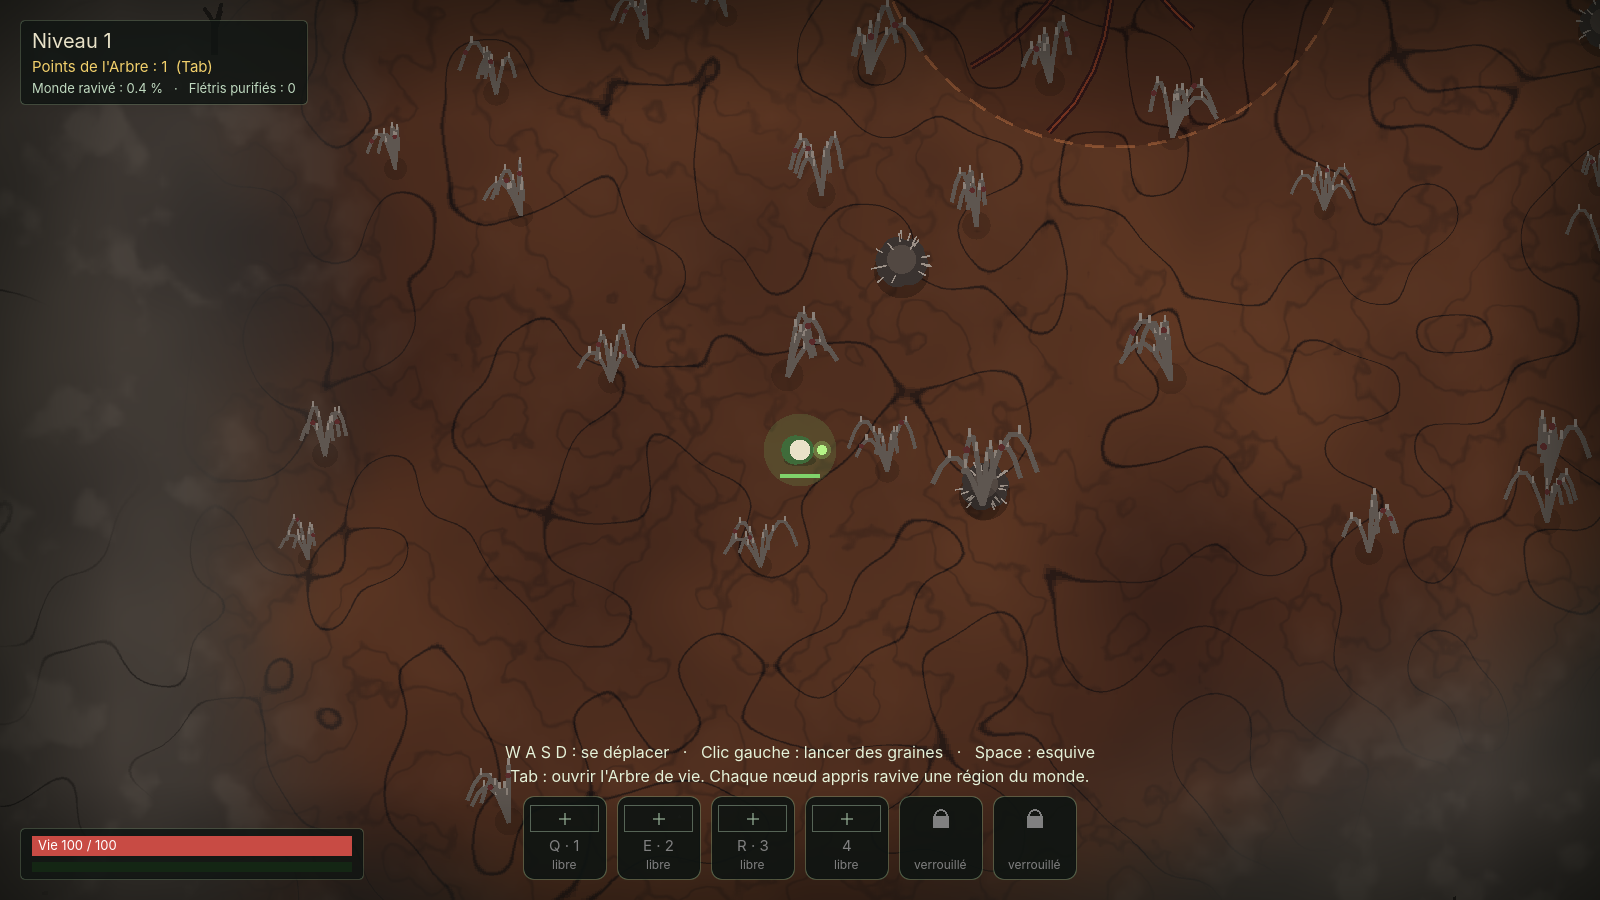 Niveau 1
Points de l'Arbre : 1 (Tab)
Monde ravivé : 0.4 % · Flétris purifiés : 0
W A S D : se déplacer · Clic gauche : lancer des graines · Space : esquive
Tab : ouvrir l'Arbre de vie. Chaque nœud appris ravive une région du monde.
Q · 1 E · 2 R · 3 4
libre libre libre libre verrouillé verrouillé
Vie 100 / 100